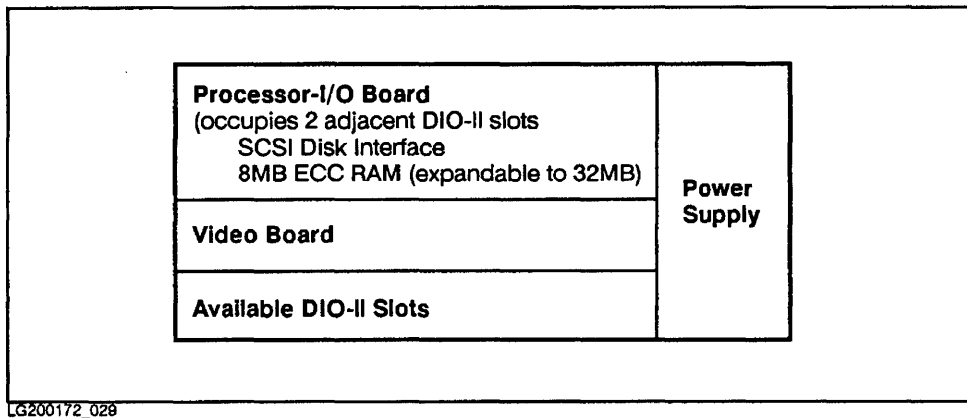 Processor-I/O Board
(occupies 2 adjacent DIO-II slots
SCSI Disk Interface
8MB ECC RAM (expandable to 32MB)
Power
Supply
Video Board
Available DIO-II Slots
LG200172_029